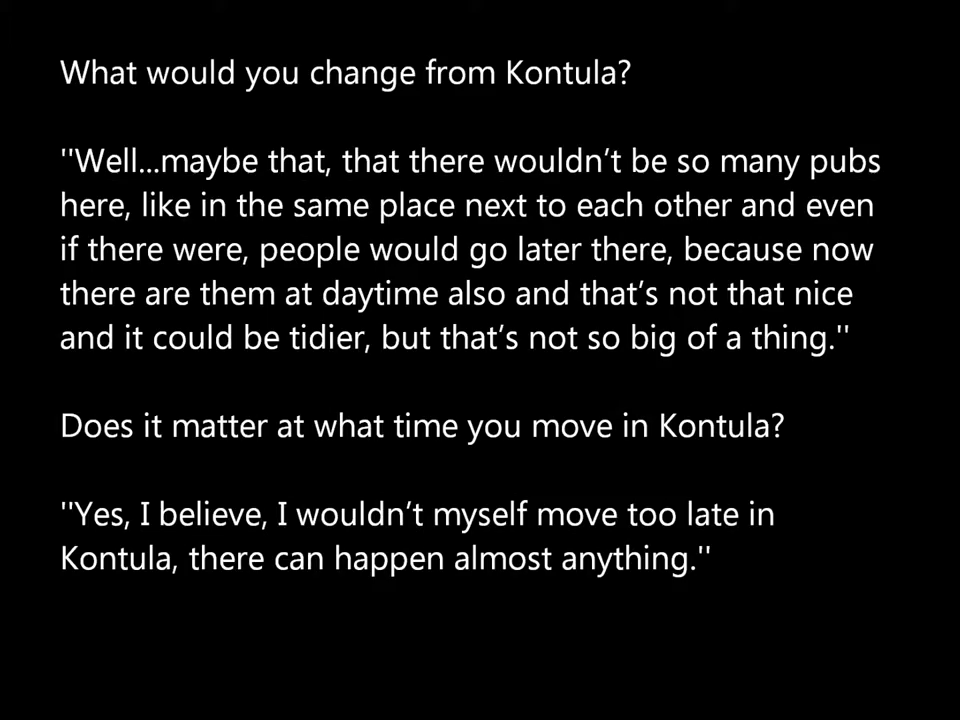 What would you change from Kontula?
''Well...maybe that, that there wouldn’t be so many pubs
here, like in the same place next to each other and even
if there were, people would go later there, because now
there are them at daytime also and that’s not that nice
and it could be tidier, but that’s not so big of a thing.''
Does it matter at what time you move in Kontula?
''Yes, I believe, I wouldn’t myself move too late in
Kontula, there can happen almost anything.''